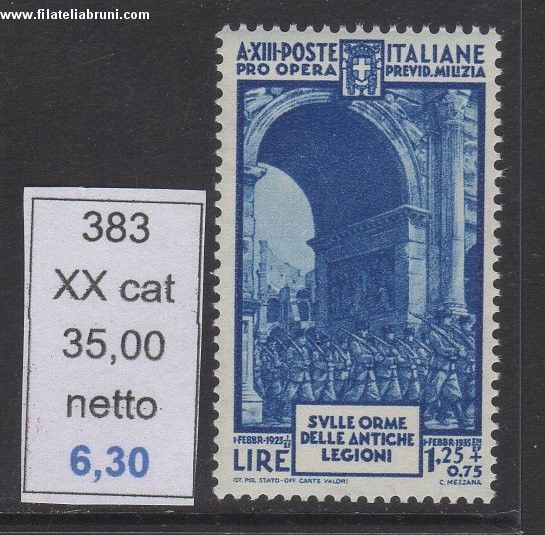 www.filateliabruni.com
383
XX cat
35,00
netto
6,30
A·XIII·POSTE ITALIANE
PRO OPERA PREVID. MILIZIA
SVLLE ORME
DELLE ANTICHE
LEGIONI
1·FEBBR·1923
1·FEBBR·1935
LIRE 1,25 + 0,75
IST. POL. STATO-OFF. CARTE VALORI
C. MEZZANA